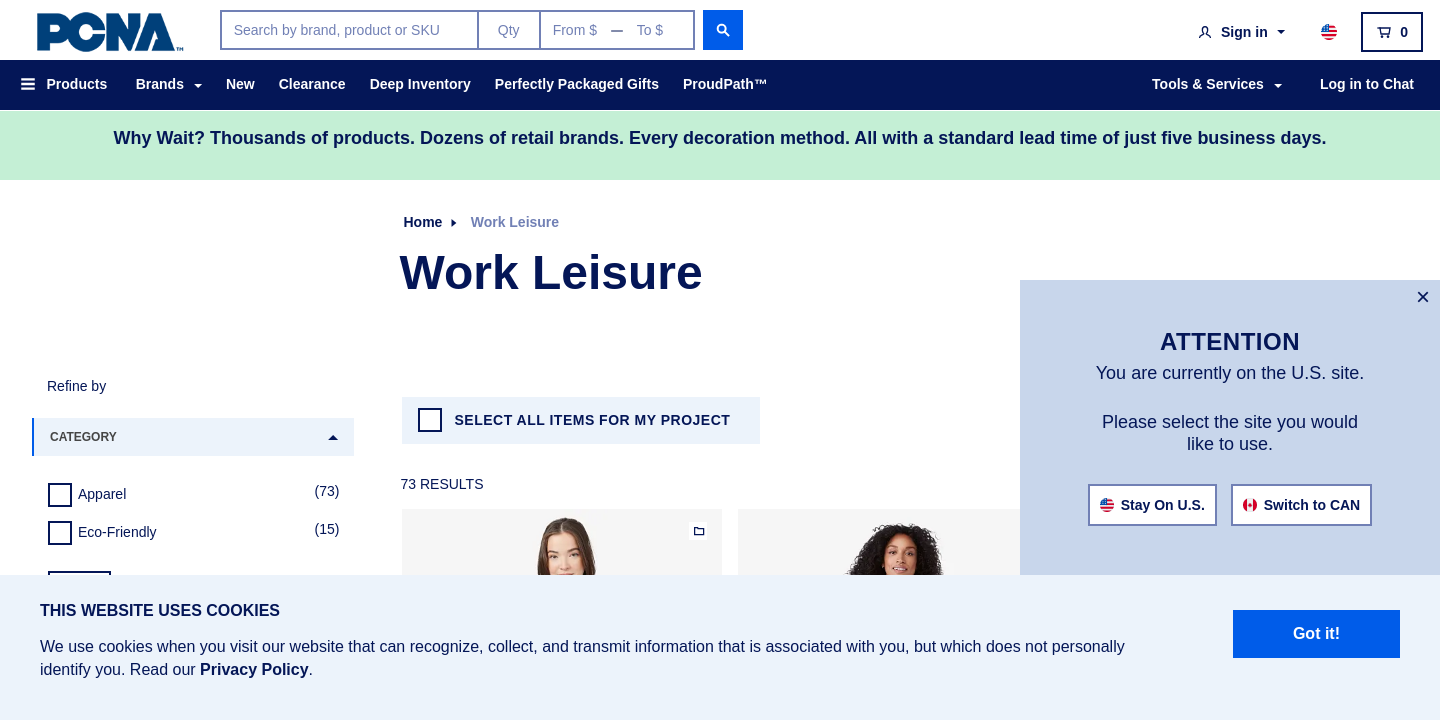 PCNA™
Search by brand, product or SKU
Qty
From $ — To $
Sign in
0
Products
Brands
New
Clearance
Deep Inventory
Perfectly Packaged Gifts
ProudPath™
Tools & Services
Log in to Chat
Why Wait? Thousands of products. Dozens of retail brands. Every decoration method. All with a standard lead time of just five business days.
Home
Work Leisure
Work Leisure
Refine by
CATEGORY
Apparel (73)
Eco-Friendly (15)
SELECT ALL ITEMS FOR MY PROJECT
73 RESULTS
ATTENTION
You are currently on the U.S. site.
Please select the site you would
like to use.
Stay On U.S.
Switch to CAN
THIS WEBSITE USES COOKIES
We use cookies when you visit our website that can recognize, collect, and transmit information that is associated with you, but which does not personally
identify you. Read our Privacy Policy.
Got it!